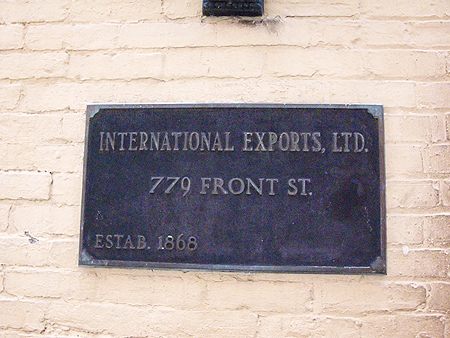 INTERNATIONAL EXPORTS, LTD.
779 FRONT ST.
ESTAB. 1868